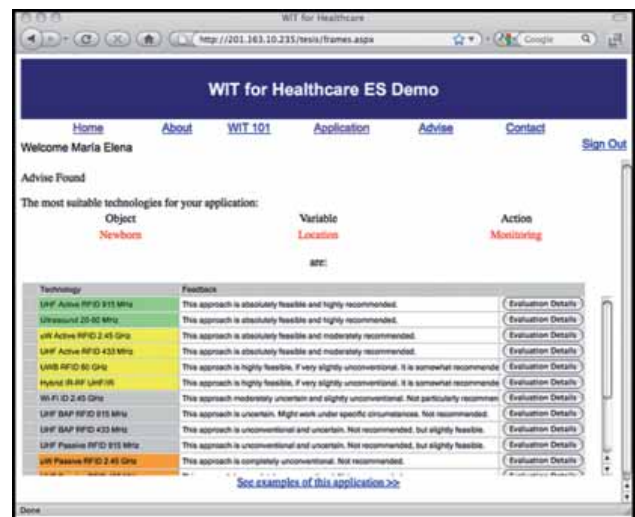 WIT for Healthcare
http://201.163.10.235/tesis/frames.aspx
Google
WIT for Healthcare ES Demo
Home About WIT 101 Application Advise Contact
Welcome María Elena
Sign Out
Advise Found
The most suitable technologies for your application:
Object Variable Action
Newborn Location Monitoring
are:
Technology Feedback
UHF Active RFID 915 MHz This approach is absolutely feasible and highly recommended. Evaluation Details
Ultrasound 20-60 MHz This approach is absolutely feasible and highly recommended. Evaluation Details
uW Active RFID 2.45 GHz This approach is absolutely feasible and moderately recommended. Evaluation Details
UHF Active RFID 433 MHz This approach is absolutely feasible and moderately recommended. Evaluation Details
UWB RFID 60 GHz This approach is highly feasible, if very slightly unconventional. It is somewhat recommende Evaluation Details
Hybrid IR-RF UHF/IR This approach is highly feasible, if very slightly unconventional. It is somewhat recommende Evaluation Details
Wi-Fi ID 2.45 GHz This approach moderately uncertain and slightly unconventional. Not particularly recommen Evaluation Details
UHF BAP RFID 915 MHz This approach is uncertain. Might work under specific circumstances. Not recommended. Evaluation Details
UHF BAP RFID 433 MHz This approach is unconventional and uncertain. Not recommended, but slightly feasible. Evaluation Details
UHF Passive RFID 915 MHz This approach is unconventional and uncertain. Not recommended, but slightly feasible. Evaluation Details
uW Passive RFID 2.45 GHz This approach is completely unconventional. Not recommended. Evaluation Details
See examples of this application >>
Done